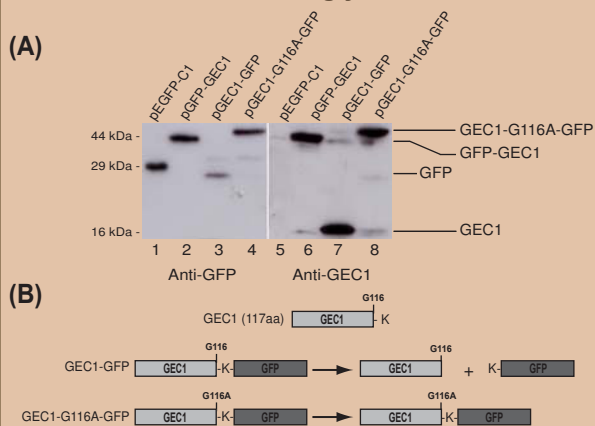 (A)
pEGFP-C1
pGFP-GEC1
pGEC1-GFP
pGEC1-G116A-GFP
pEGFP-C1
pGFP-GEC1
pGEC1-GFP
pGEC1-G116A-GFP
44 kDa -
29 kDa -
16 kDa -
GEC1-G116A-GFP
GFP-GEC1
GFP
GEC1
1 2 3 4 5 6 7 8
Anti-GFP Anti-GEC1
(B)
G116
GEC1 (117aa) GEC1 - K
G116 G116
GEC1-GFP GEC1 -K- GFP GEC1 + K- GFP
G116A G116A
GEC1-G116A-GFP GEC1 -K- GFP GEC1 -K- GFP